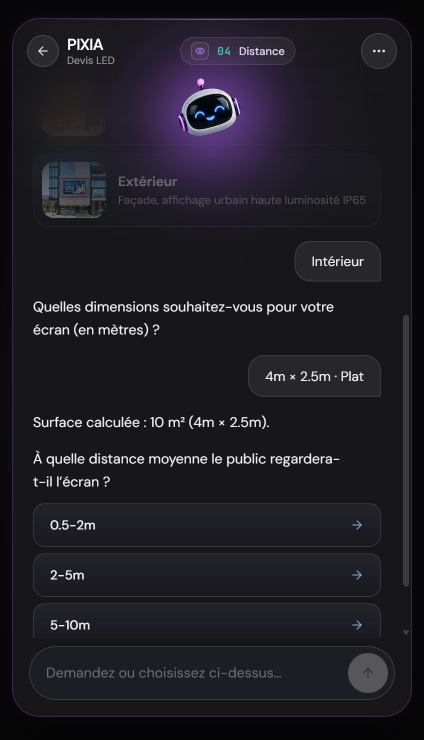 PIXIA
Devis LED
04 Distance
Extérieur
Façade, affichage urbain haute luminosité IP65
Intérieur
Quelles dimensions souhaitez-vous pour votre
écran (en mètres) ?
4m × 2.5m · Plat
Surface calculée : 10 m² (4m × 2.5m).
À quelle distance moyenne le public regardera-
t-il l'écran ?
0.5-2m
2-5m
5-10m
Demandez ou choisissez ci-dessus...